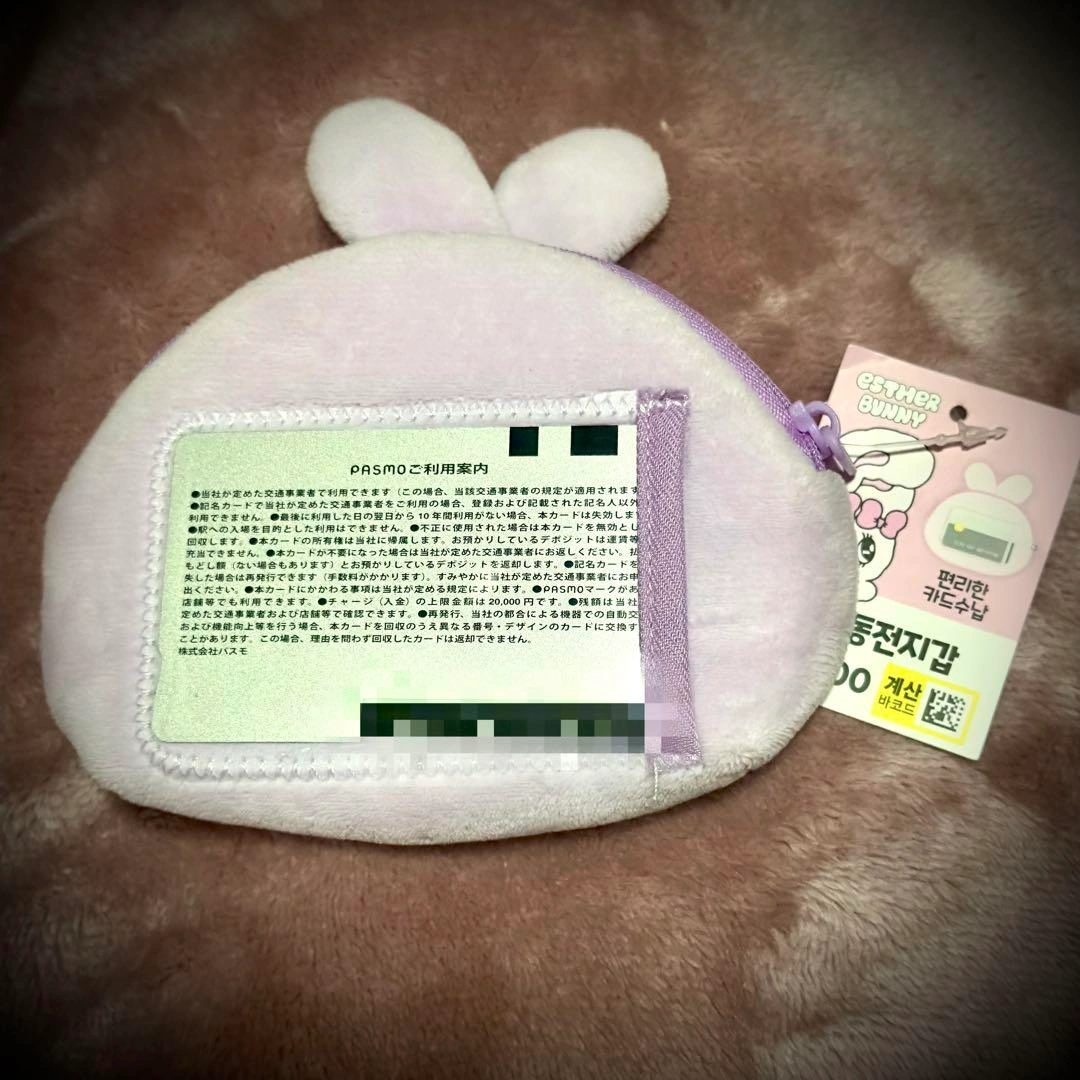 PASMOご利用案内
●当社が定めた交通事業者で利用できます（この場合、当該交通事業者の規定が適用されます
●記名カードで当社が定めた交通事業者をご利用の場合、登録および記載された記名人以外
利用できません。●最後に利用した日の翌日から10年間利用がない場合、本カードは失効しま
●駅への入場を目的とした利用はできません。●不正に使用された場合は本カードを無効とし
回収します。●本カードの所有権は当社に帰属します。お預かりしているデポジットは運賃等
充当できません。●本カードが不要になった場合は当社が定めた交通事業者にお返しください。払
もどし額（ない場合もあります）とお預かりしているデポジットを返却します。●記名カードを
失した場合は再発行できます（手数料がかかります）。すみやかに当社が定めた交通事業者にお申
出ください。●本カードにかかわる事項は当社が定める規定によります。●PASMOマークがあ
店舗等でも利用できます。●チャージ（入金）の上限金額は20,000円です。●残額は当社
定めた交通事業者および店舗等で確認できます。●再発行、当社の都合による機器での自動交
および機能向上等を行う場合、本カードを回収のうえ異なる番号・デザインのカードに交換す
ことがあります。この場合、理由を問わず回収したカードは返却できません。
株式会社パスモ
ESTHER
BUNNY
편리한
카드수납
동전지갑
00
계산
바코드